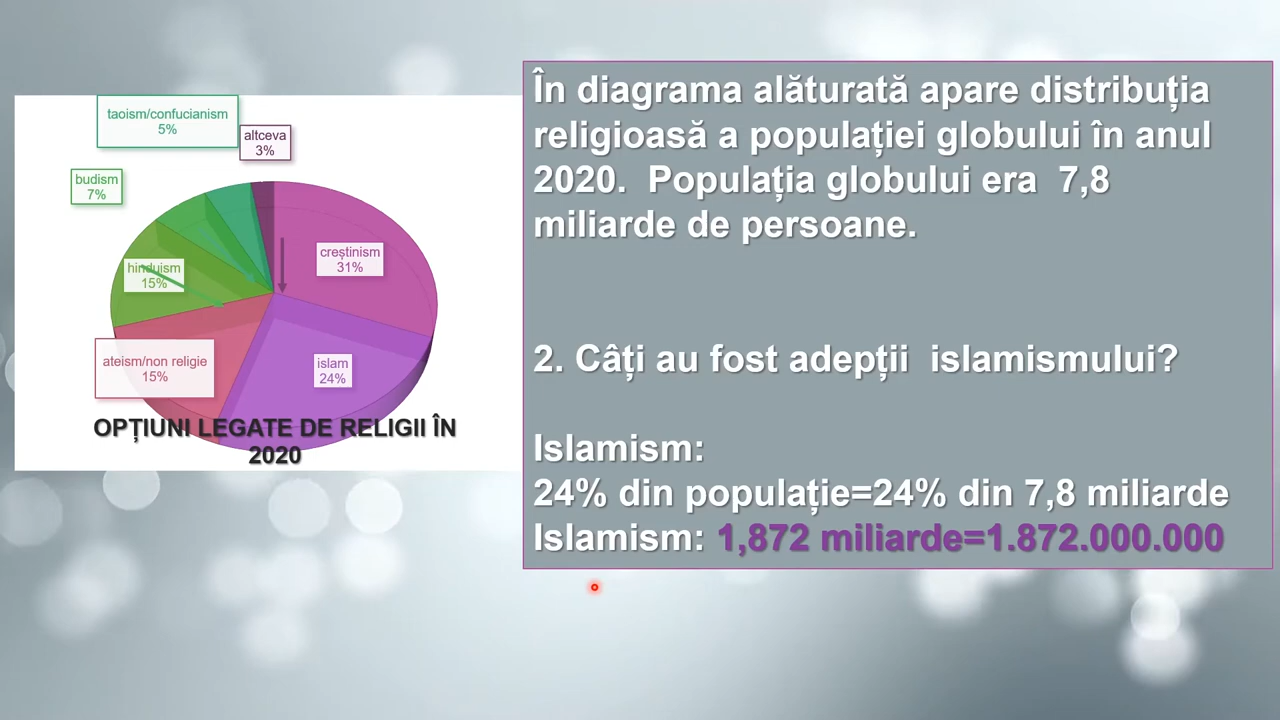 taoism/confucianism
5%
altceva
3%
budism
7%
creștinism
31%
hinduism
15%
ateism/non religie
15%
islam
24%
OPȚIUNI LEGATE DE RELIGII ÎN
2020
În diagrama alăturată apare distribuția
religioasă a populației globului în anul
2020.  Populația globului era  7,8
miliarde de persoane.
2. Câți au fost adepții  islamismului?
Islamism:
24% din populație=24% din 7,8 miliarde
Islamism: 1,872 miliarde=1.872.000.000